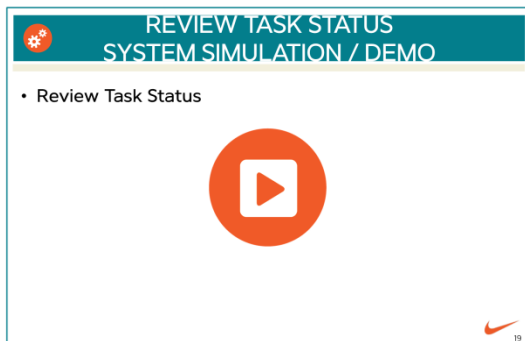 REVIEW TASK STATUS
SYSTEM SIMULATION / DEMO
• Review Task Status
19